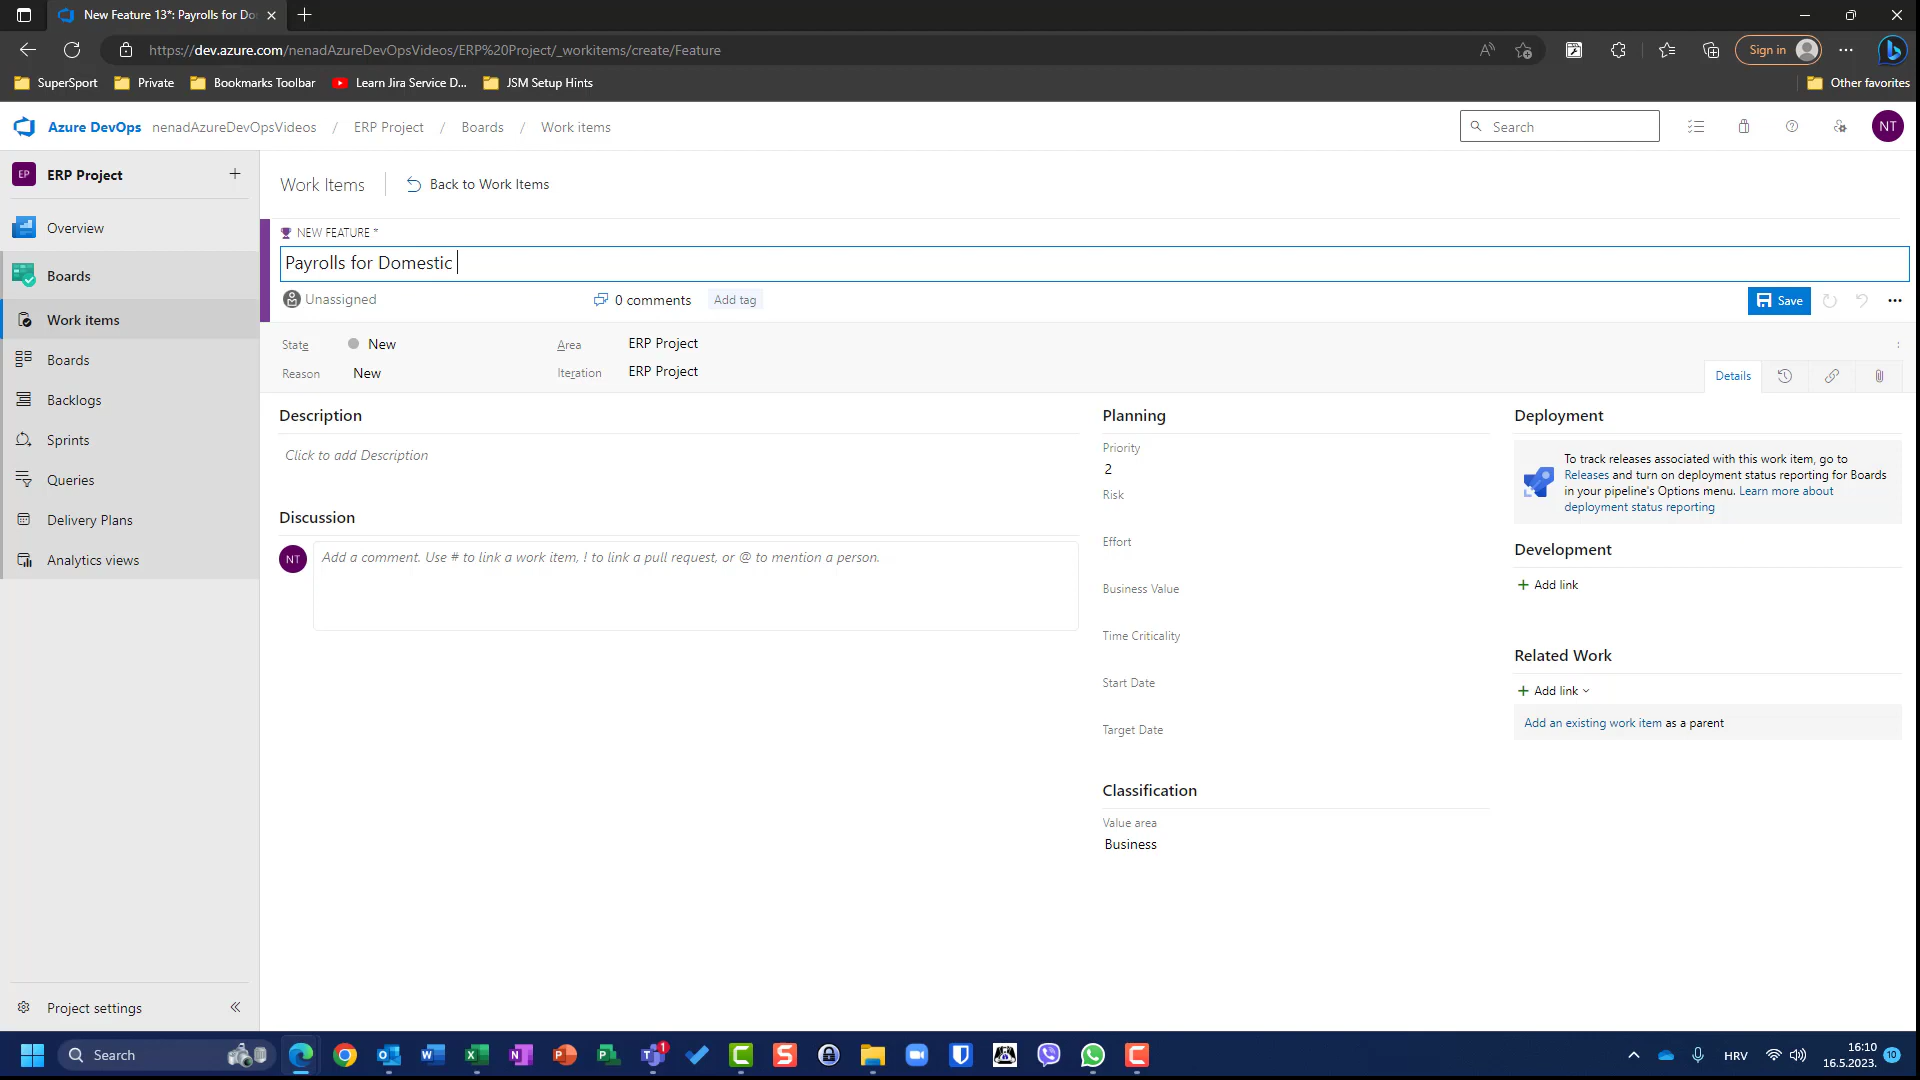 New Feature 13*: Payrolls for Do
https://dev.azure.com/nenadAzureDevOpsVideos/ERP%20Project/_workitems/create/Feature
Sign in
SuperSport
Private
Bookmarks Toolbar
Learn Jira Service D...
JSM Setup Hints
Other favorites
Azure DevOps nenadAzureDevOpsVideos / ERP Project / Boards / Work items
Search
NT
EP ERP Project
Overview
Boards
Work items
Boards
Backlogs
Sprints
Queries
Delivery Plans
Analytics views
Project settings
Work Items
Back to Work Items
NEW FEATURE *
Payrolls for Domestic
Unassigned
0 comments
Add tag
Save
State New
Area ERP Project
Reason New
Iteration ERP Project
Details
Description
Click to add Description
Discussion
NT
Add a comment. Use # to link a work item, ! to link a pull request, or @ to mention a person.
Planning
Priority
2
Risk
Effort
Business Value
Time Criticality
Start Date
Target Date
Classification
Value area
Business
Deployment
To track releases associated with this work item, go to
Releases and turn on deployment status reporting for Boards
in your pipeline's Options menu. Learn more about
deployment status reporting
Development
Add link
Related Work
Add link
Add an existing work item as a parent
Search
1
HRV
16:10
16.5.2023.
10